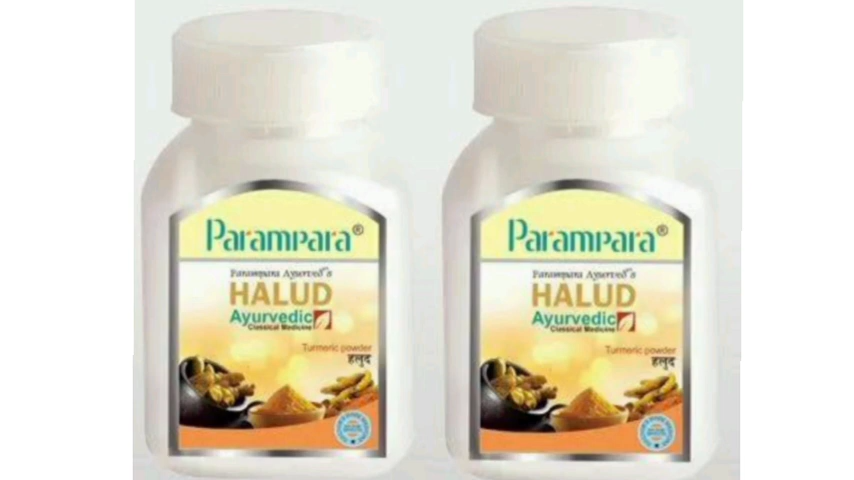 Parampara®
Parampara Ayurved's
HALUD
Ayurvedic
Classical Medicine
Turmeric powder
हलुद
Parampara®
Parampara Ayurved's
HALUD
Ayurvedic
Classical Medicine
Turmeric powder
हलुद